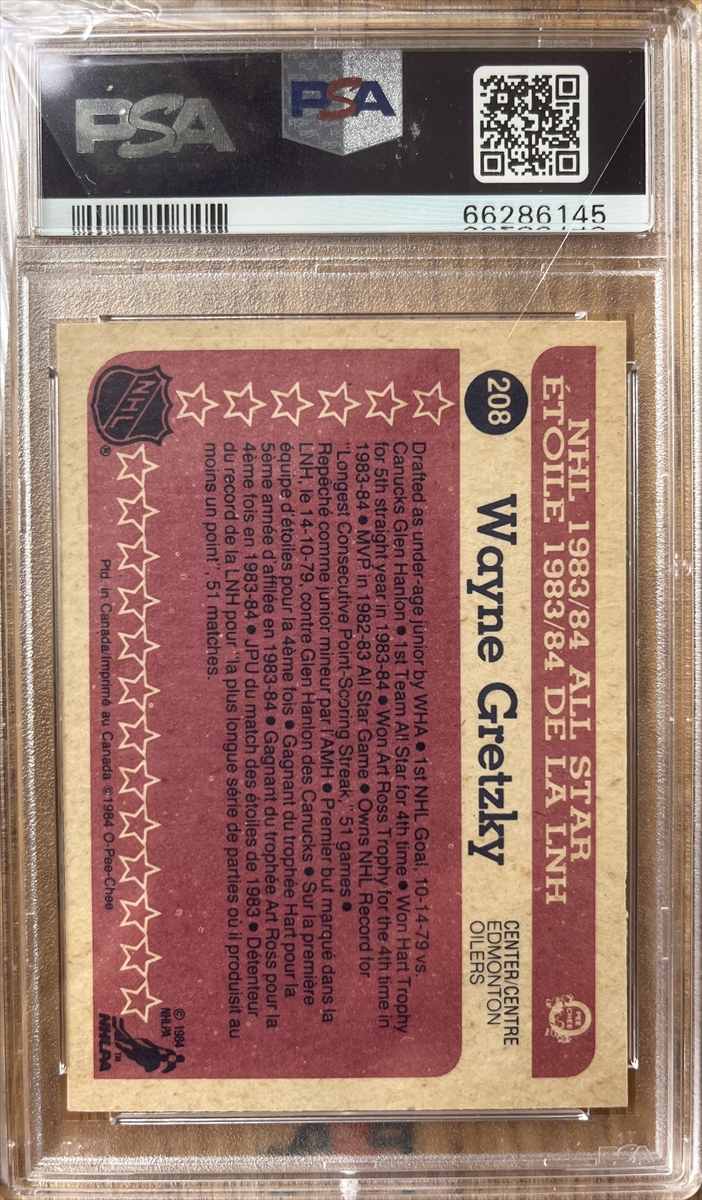 PSA
PSA
66286145
NHL 1983/84 ALL STAR
ÉTOILE 1983/84 DE LA LNH
O PEE CHEE
208
Wayne Gretzky
CENTER/CENTRE
EDMONTON
OILERS
Drafted as under-age junior by WHA ● 1st NHL Goal, 10-14-79 vs.
Canucks Glen Hanlon ● 1st Team All Star for 4th time ● Won Hart Trophy
for 5th straight year in 1983-84 ● Won Art Ross Trophy for the 4th time in
1983-84 ● MVP in 1982-83 All Star Game ● Owns NHL Record for
"Longest Consecutive Point-Scoring Streak," 51 games ●
Repêché comme junior mineur par l'AMH ● Premier but marqué dans la
LNH, le 14-10-79, contre Glen Hanlon des Canucks ● Sur la première
équipe d'étoiles pour la 4ème fois ● Gagnant du trophée Hart pour la
5ème année d'affilée en 1983-84 ● Gagnant du trophée Art Ross pour la
4ème fois en 1983-84 ● JPU du match des étoiles de 1983 ● Détenteur
du record de la LNH pour "la plus longue série de parties où il produisit au
moins un point", 51 matches.
NHL
®
Ptd. in Canada/Imprimé au Canada ©1984 O-Pee-Chee
© 1984
NHLPA
NHLPA
TM
PSA